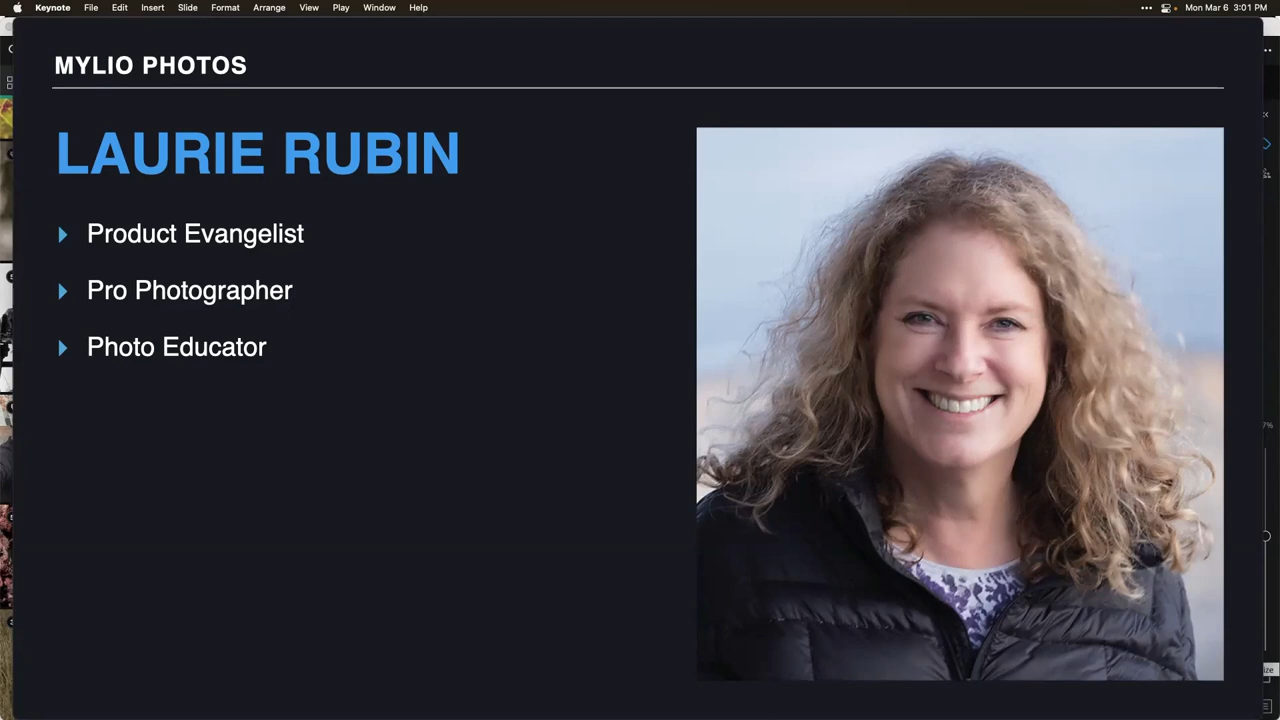 Keynote File Edit Insert Slide Format Arrange View Play Window Help Mon Mar 6 3:01 PM
MYLIO PHOTOS
LAURIE RUBIN
Product Evangelist
Pro Photographer
Photo Educator